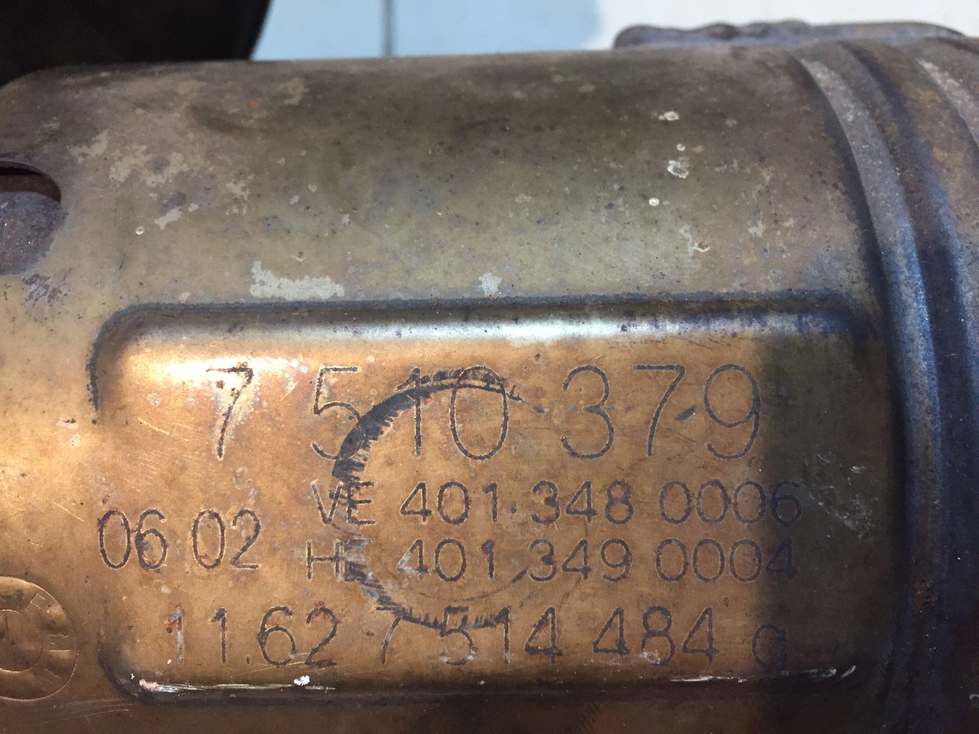 7 510 379
VE 401.348 0006
06.02
HE 401.349 0004
11.62 7 514 484 g